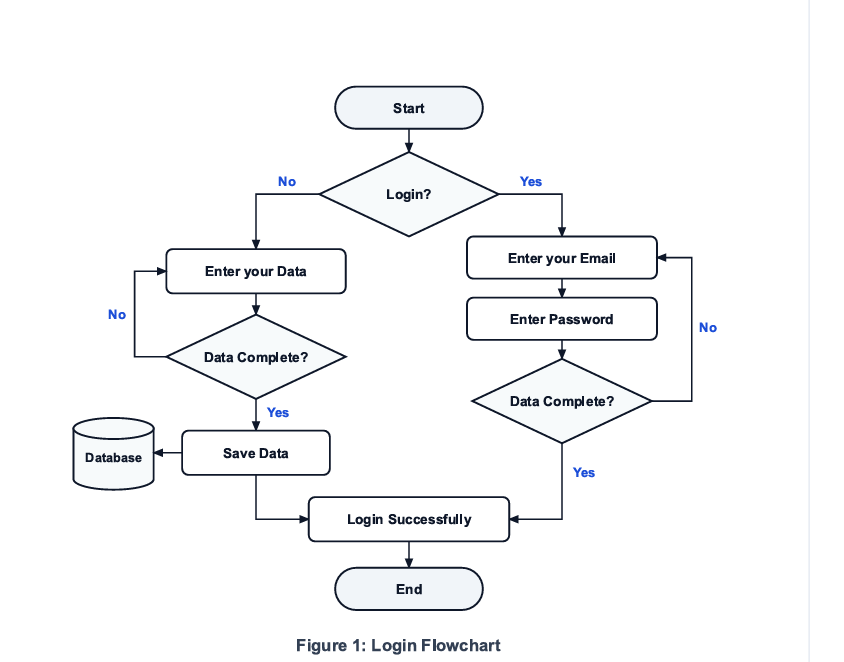 Start
Login?
No
Yes
Enter your Data
Enter your Email
No
Enter Password
No
Data Complete?
Data Complete?
Yes
Database
Save Data
Yes
Login Successfully
End
Figure 1: Login Flowchart